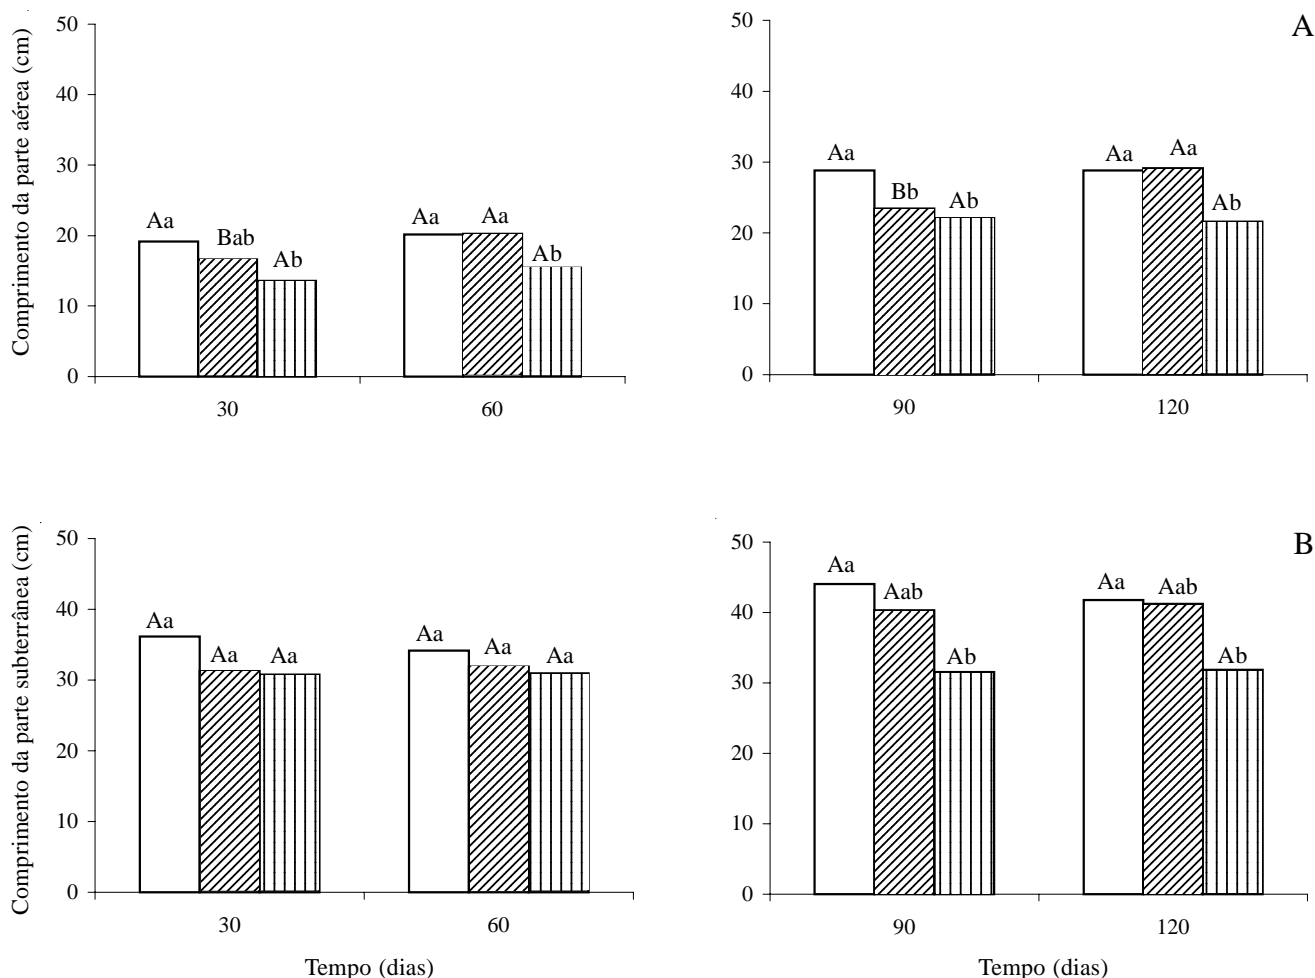 A
Comprimento da parte aérea (cm)
50
40
30
20
10
0
Aa
Bab
Ab
Aa
Aa
Ab
30
60
50
40
30
20
10
0
Aa
Bb
Ab
Aa
Aa
Ab
90
120
B
Comprimento da parte subterrânea (cm)
50
40
30
20
10
0
Aa
Aa
Aa
Aa
Aa
Aa
30
60
Tempo (dias)
50
40
30
20
10
0
Aa
Aab
Ab
Aa
Aab
Ab
90
120
Tempo (dias)